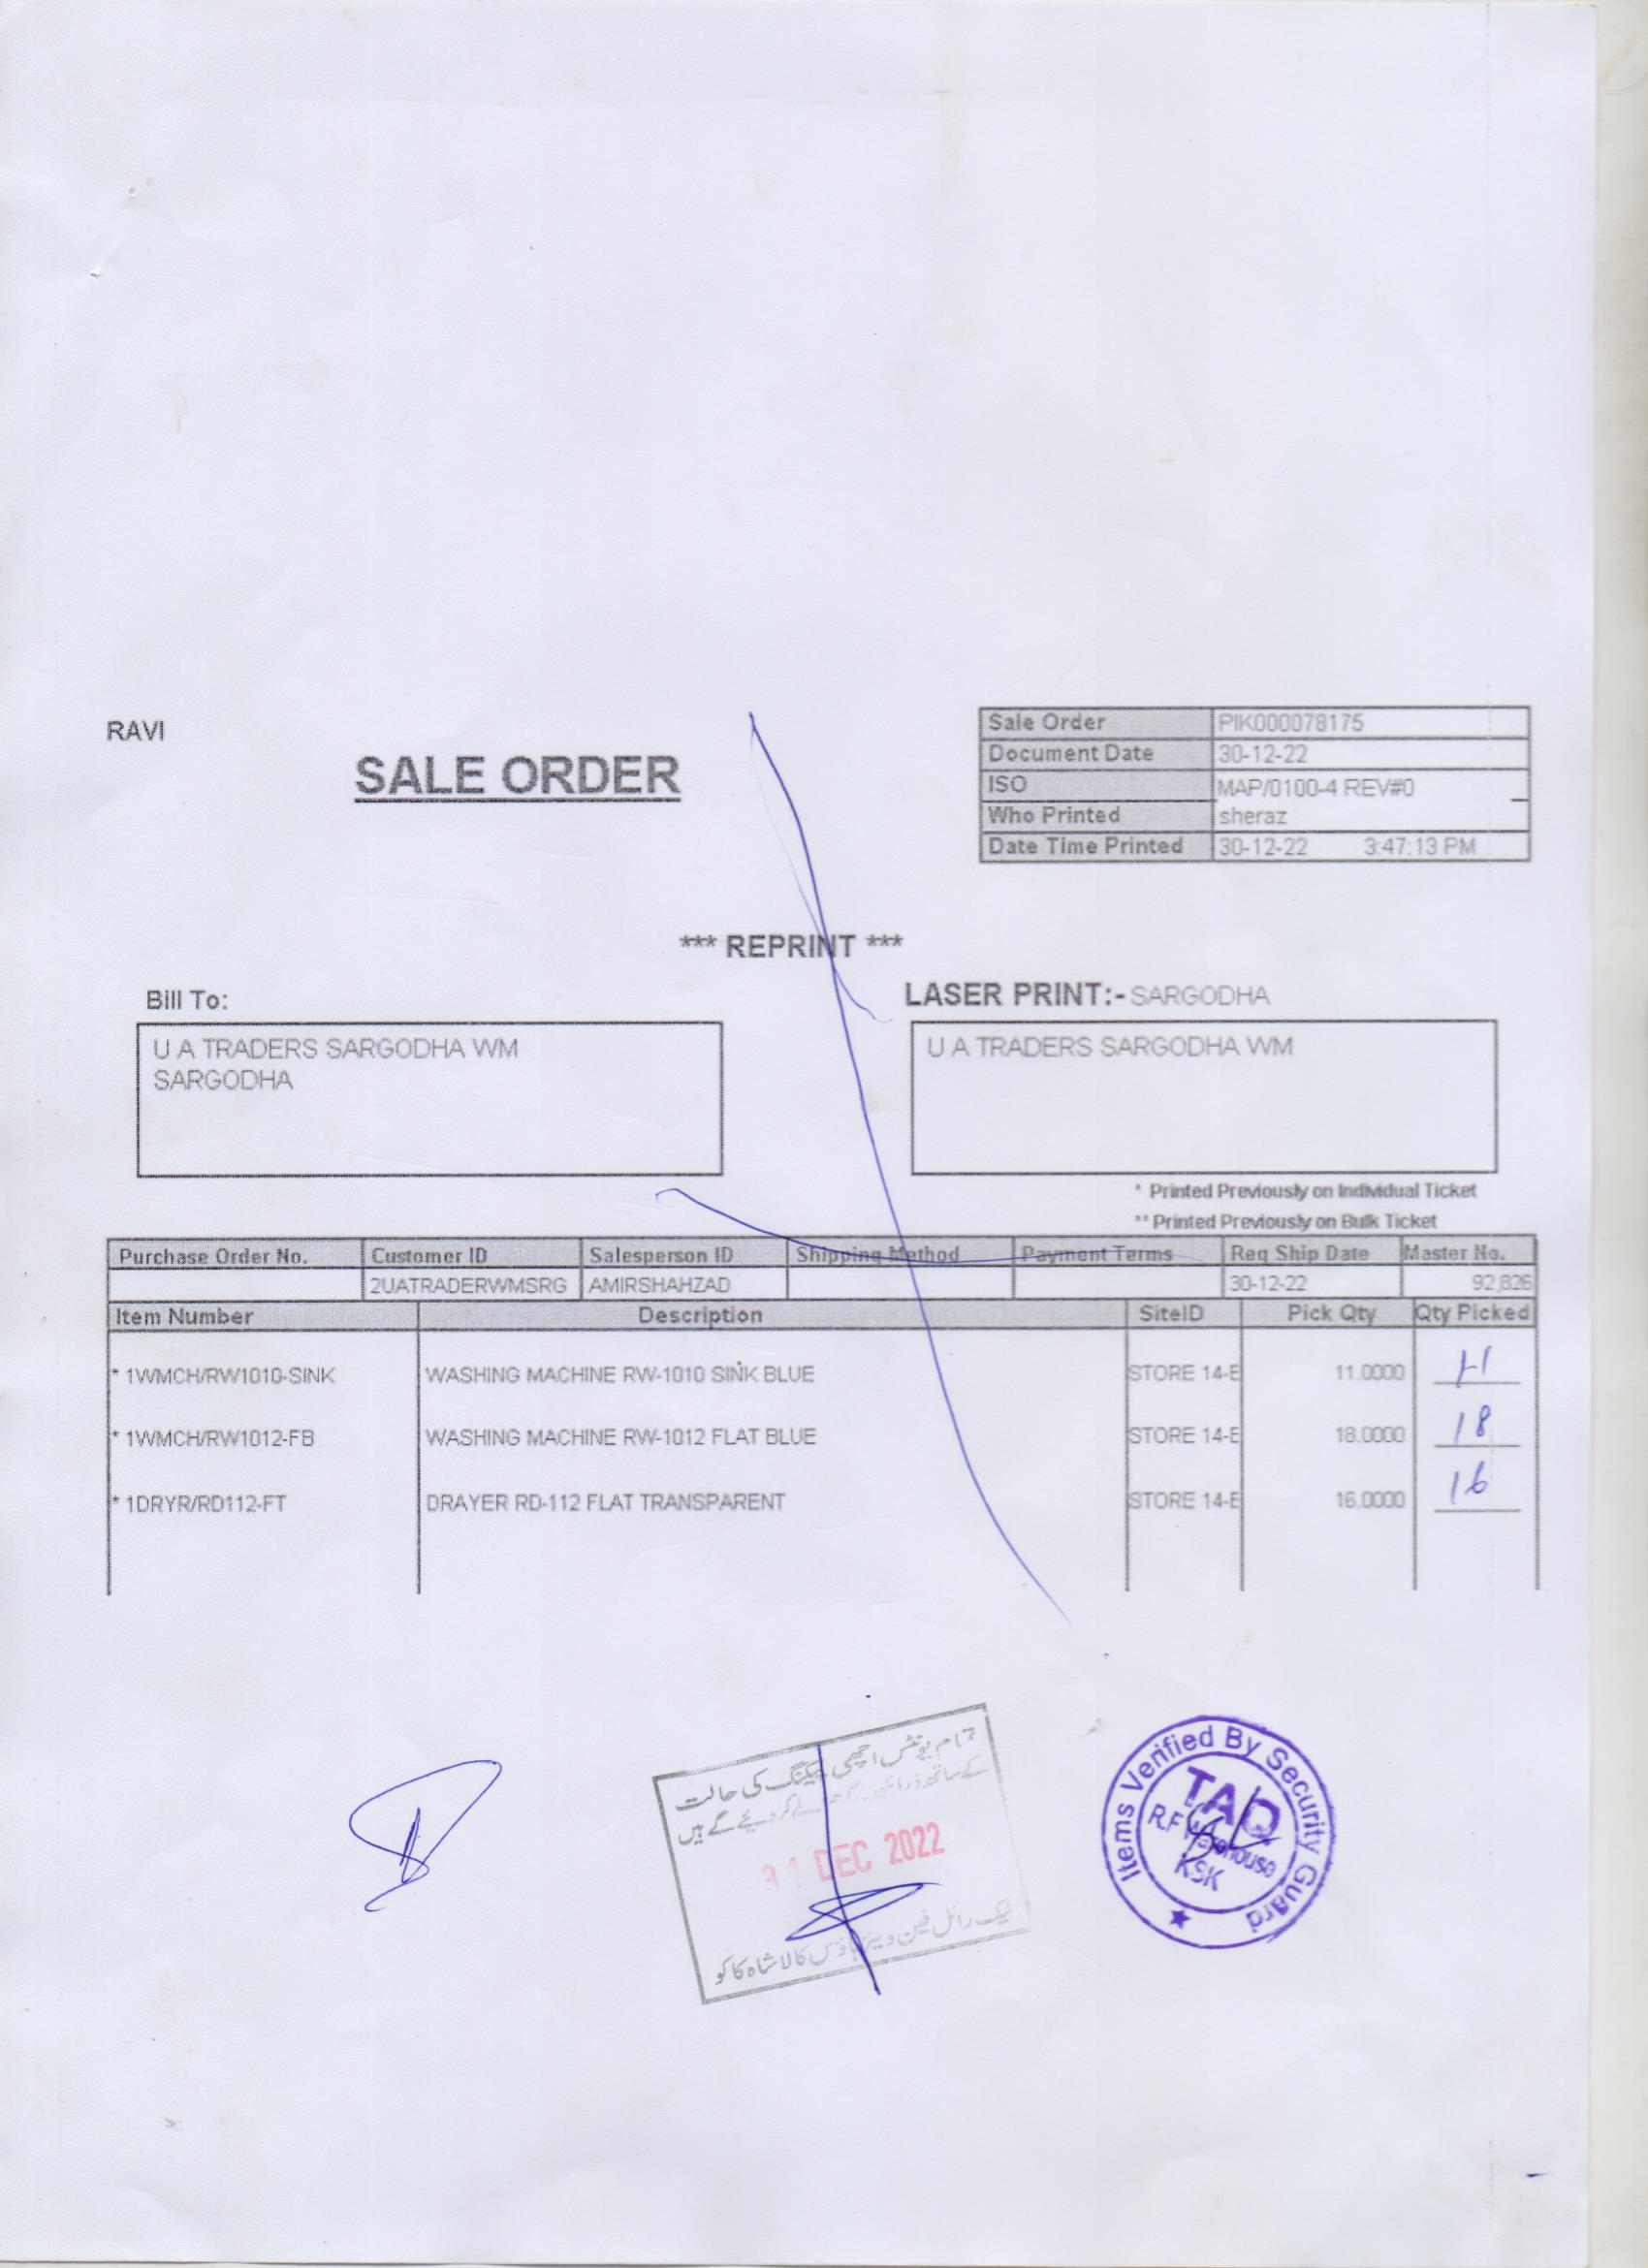 RAVI
SALE ORDER
Sale Order PIK000078175
Document Date 30-12-22
ISO MAP/0100-4 REV#0
Who Printed sheraz
Date Time Printed 30-12-22 3:47:13 PM
*** REPRINT ***
Bill To:
LASER PRINT:- SARGODHA
U A TRADERS SARGODHA WM
SARGODHA
U A TRADERS SARGODHA WM
* Printed Previously on Individual Ticket
** Printed Previously on Bulk Ticket
Purchase Order No. Customer ID Salesperson ID Shipping Method Payment Terms Req Ship Date Master No.
2UATRADERWMSRG AMIRSHAHZAD 30-12-22 92,826
Item Number Description SiteID Pick Qty Qty Picked
* 1WMCH/RW1010-SINK WASHING MACHINE RW-1010 SINK BLUE STORE 14-E 11.0000 11
* 1WMCH/RW1012-FB WASHING MACHINE RW-1012 FLAT BLUE STORE 14-E 18.0000 18
* 1DRYR/RD112-FT DRAYER RD-112 FLAT TRANSPARENT STORE 14-E 16.0000 16
تمام یونٹس اچھی پیکنگ کی حالت
کے ساتھ ڈرائیور کے کر دیئے گے ہیں
31 DEC 2022
ٹیک رائل فین ویئر ہاؤس کالا شاہ کاکو
Items Verified By Security Guard
TAQ
R.F Warehouse
KSK